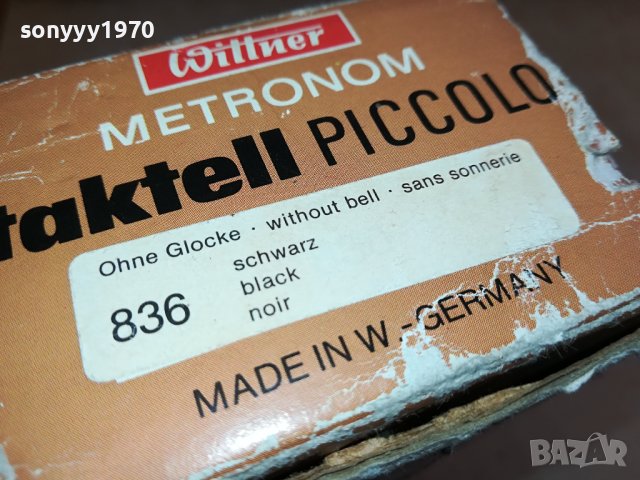 sonyyy1970
Wittner
METRONOM
taktell PICCOLO
Ohne Glocke · without bell · sans sonnerie
836
schwarz
black
noir
MADE IN W.-GERMANY
BAZAR